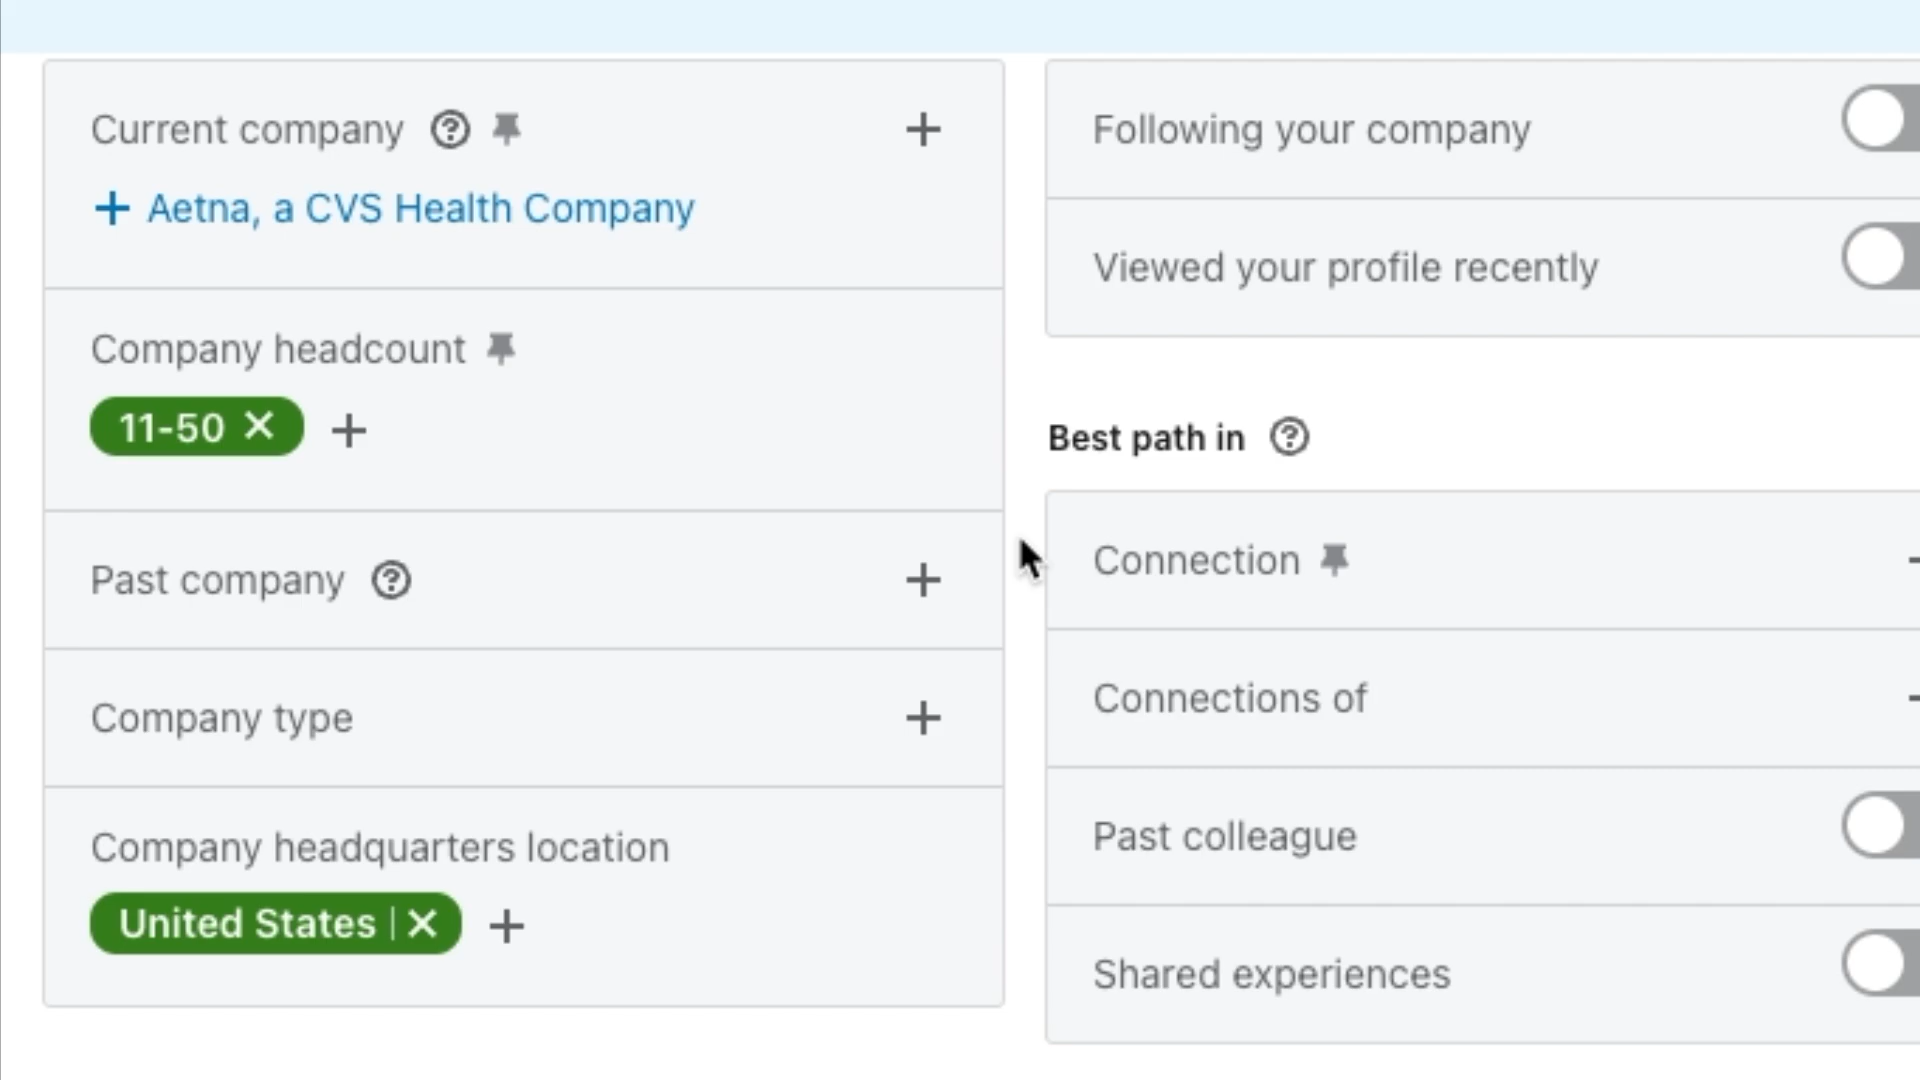 Current company
+ Aetna, a CVS Health Company
Company headcount
11-50
Past company
Company type
Company headquarters location
United States
Following your company
Viewed your profile recently
Best path in
Connection
Connections of
Past colleague
Shared experiences